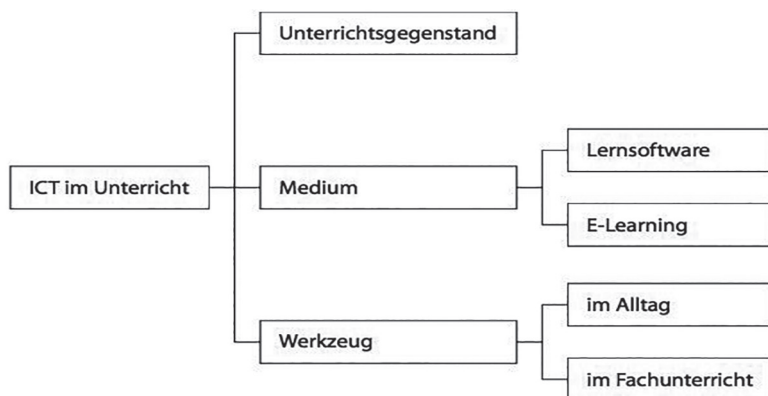 Unterrichtsgegenstand
Lernsoftware
ICT im Unterricht
Medium
E-Learning
im Alltag
Werkzeug
im Fachunterricht